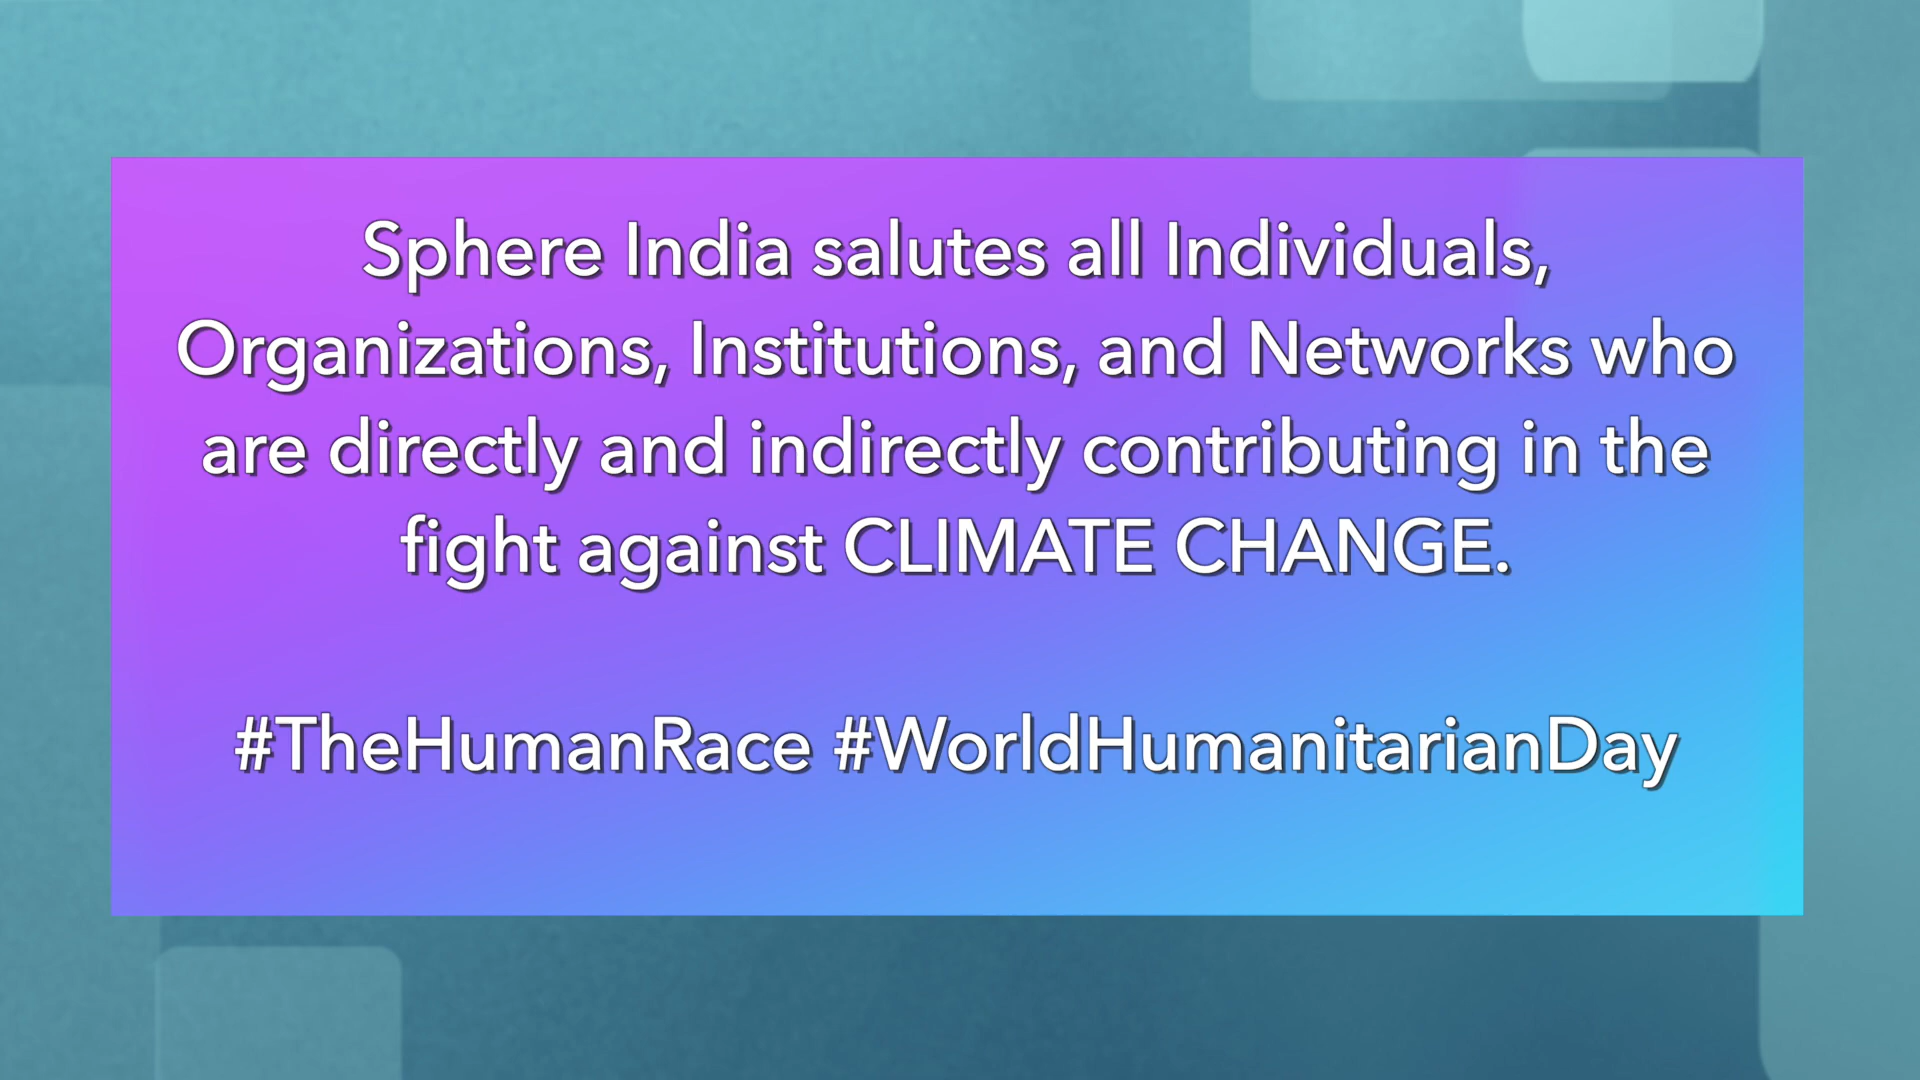 Sphere India salutes all Individuals,
Organizations, Institutions, and Networks who
are directly and indirectly contributing in the
fight against CLIMATE CHANGE.
#TheHumanRace #WorldHumanitarianDay